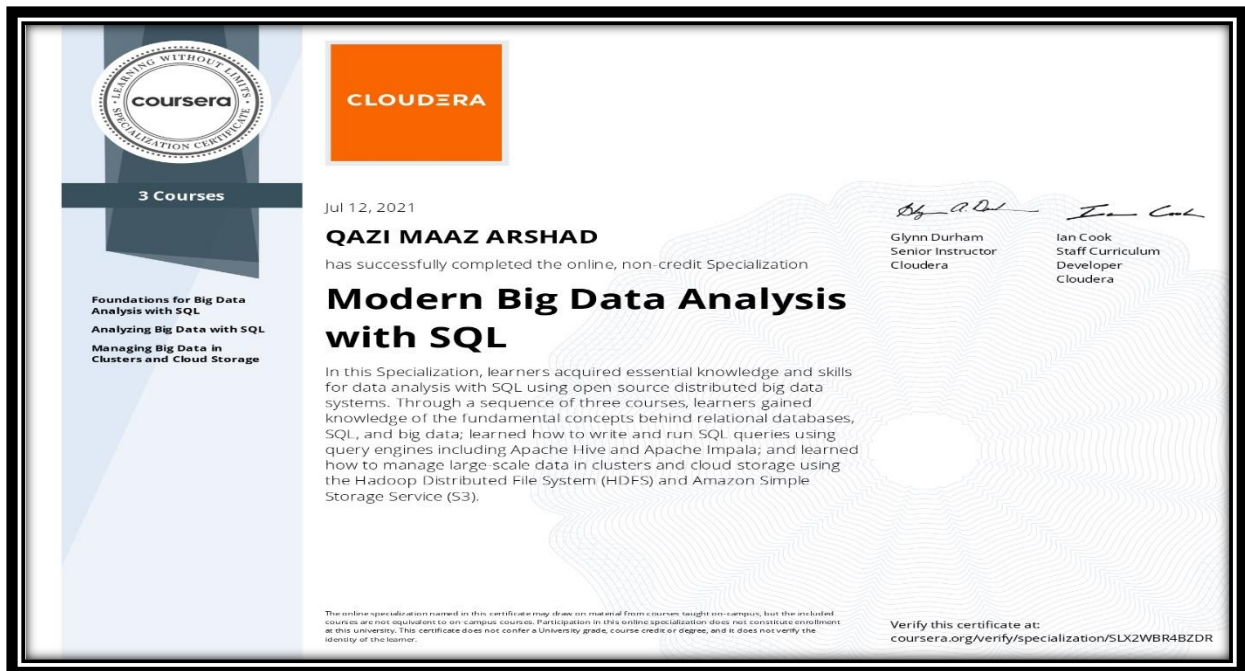 LEARNING WITHOUT LIMITS
coursera
SPECIALIZATION CERTIFICATE
3 Courses
Foundations for Big Data
Analysis with SQL
Analyzing Big Data with SQL
Managing Big Data in
Clusters and Cloud Storage
CLOUDERA
Jul 12, 2021
QAZI MAAZ ARSHAD
has successfully completed the online, non-credit Specialization
Modern Big Data Analysis
with SQL
In this Specialization, learners acquired essential knowledge and skills
for data analysis with SQL using open source distributed big data
systems. Through a sequence of three courses, learners gained
knowledge of the fundamental concepts behind relational databases,
SQL, and big data; learned how to write and run SQL queries using
query engines including Apache Hive and Apache Impala; and learned
how to manage large-scale data in clusters and cloud storage using
the Hadoop Distributed File System (HDFS) and Amazon Simple
Storage Service (S3).
Glynn Durham
Senior Instructor
Cloudera
Ian Cook
Staff Curriculum
Developer
Cloudera
The online specialization named in this certificate may draw on material from courses taught on-campus, but the included
courses are not equivalent to on-campus courses. Participation in this online specialization does not constitute enrollment
at this university. This certificate does not confer a University grade, course credit or degree, and it does not verify the
identity of the learner.
Verify this certificate at:
coursera.org/verify/specialization/SLX2WBR4BZDR